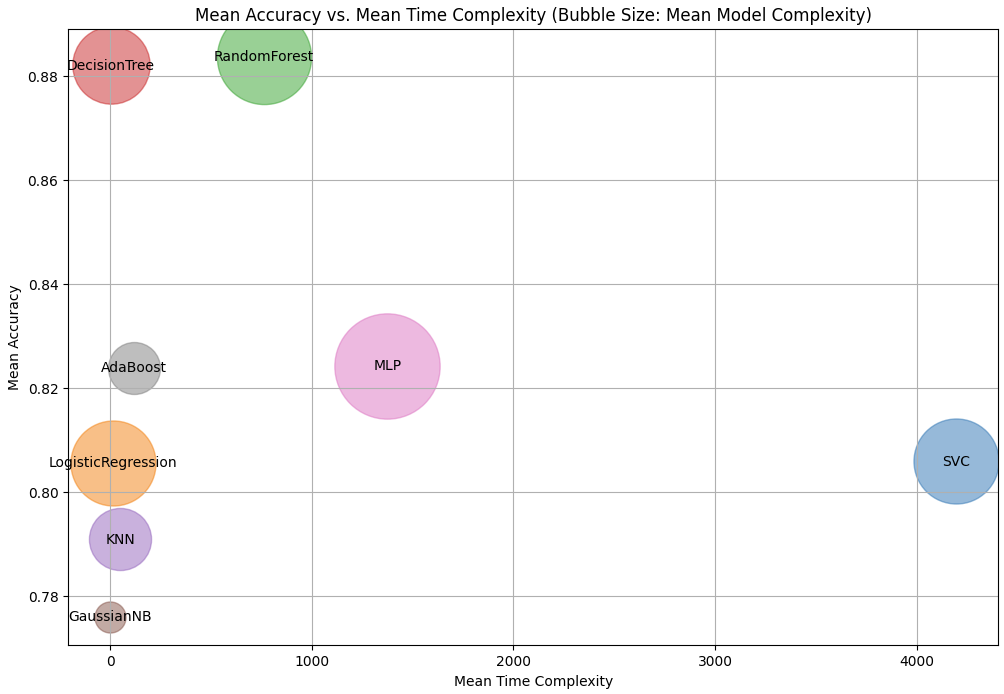 Mean Accuracy vs. Mean Time Complexity (Bubble Size: Mean Model Complexity)
Mean Accuracy
0.88
0.86
0.84
0.82
0.80
0.78
DecisionTree
RandomForest
AdaBoost
MLP
LogisticRegression
SVC
KNN
GaussianNB
0
1000
2000
3000
4000
Mean Time Complexity